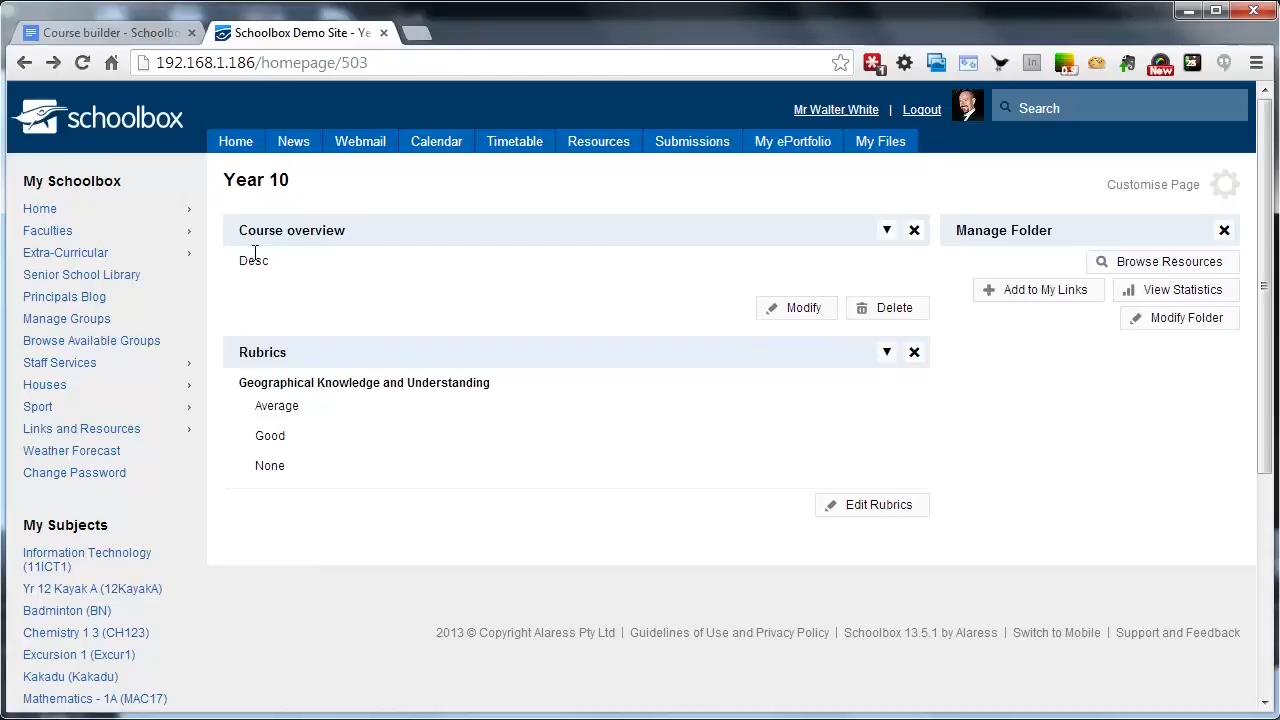 Course builder - Schoolbo
Schoolbox Demo Site - Ye
192.168.1.186/homepage/503
1
In
0.9
New
schoolbox
Mr Walter White | Logout
Search
Home
News
Webmail
Calendar
Timetable
Resources
Submissions
My ePortfolio
My Files
My Schoolbox
Home
Faculties
Extra-Curricular
Senior School Library
Principals Blog
Manage Groups
Browse Available Groups
Staff Services
Houses
Sport
Links and Resources
Weather Forecast
Change Password
My Subjects
Information Technology
(11ICT1)
Yr 12 Kayak A (12KayakA)
Badminton (BN)
Chemistry 1 3 (CH123)
Excursion 1 (Excur1)
Kakadu (Kakadu)
Mathematics - 1A (MAC17)
Year 10
Customise Page
Course overview
Desc
Modify
Delete
Rubrics
Geographical Knowledge and Understanding
Average
Good
None
Edit Rubrics
Manage Folder
Browse Resources
Add to My Links
View Statistics
Modify Folder
2013 © Copyright Alaress Pty Ltd | Guidelines of Use and Privacy Policy | Schoolbox 13.5.1 by Alaress | Switch to Mobile | Support and Feedback